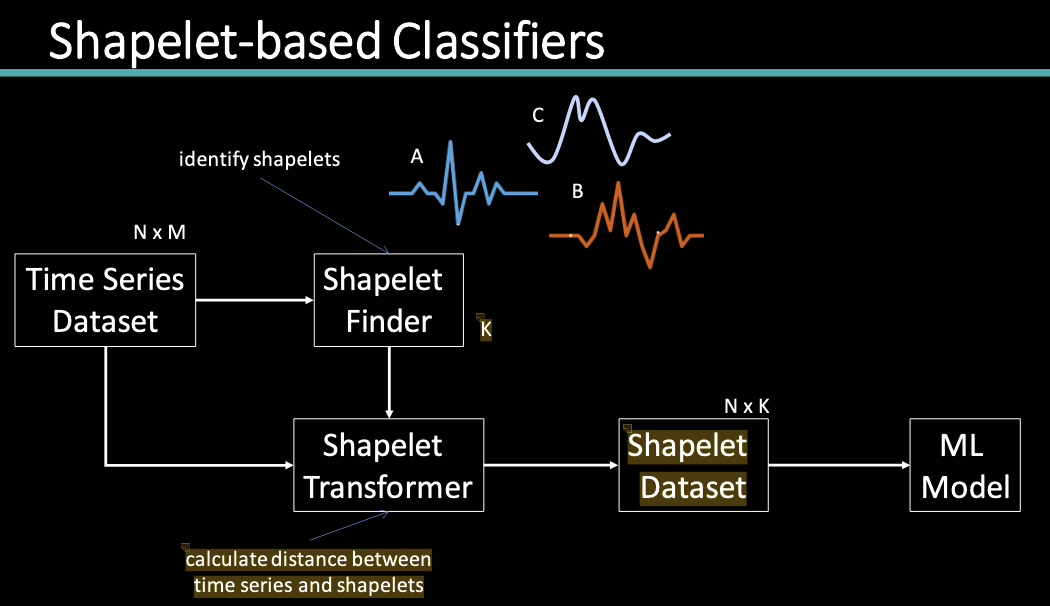 Shapelet-based Classifiers
C
identify shapelets
A
B
N x M
Time Series
Dataset
Shapelet
Finder
K
N x K
Shapelet
Transformer
Shapelet
Dataset
ML
Model
calculate distance between
time series and shapelets